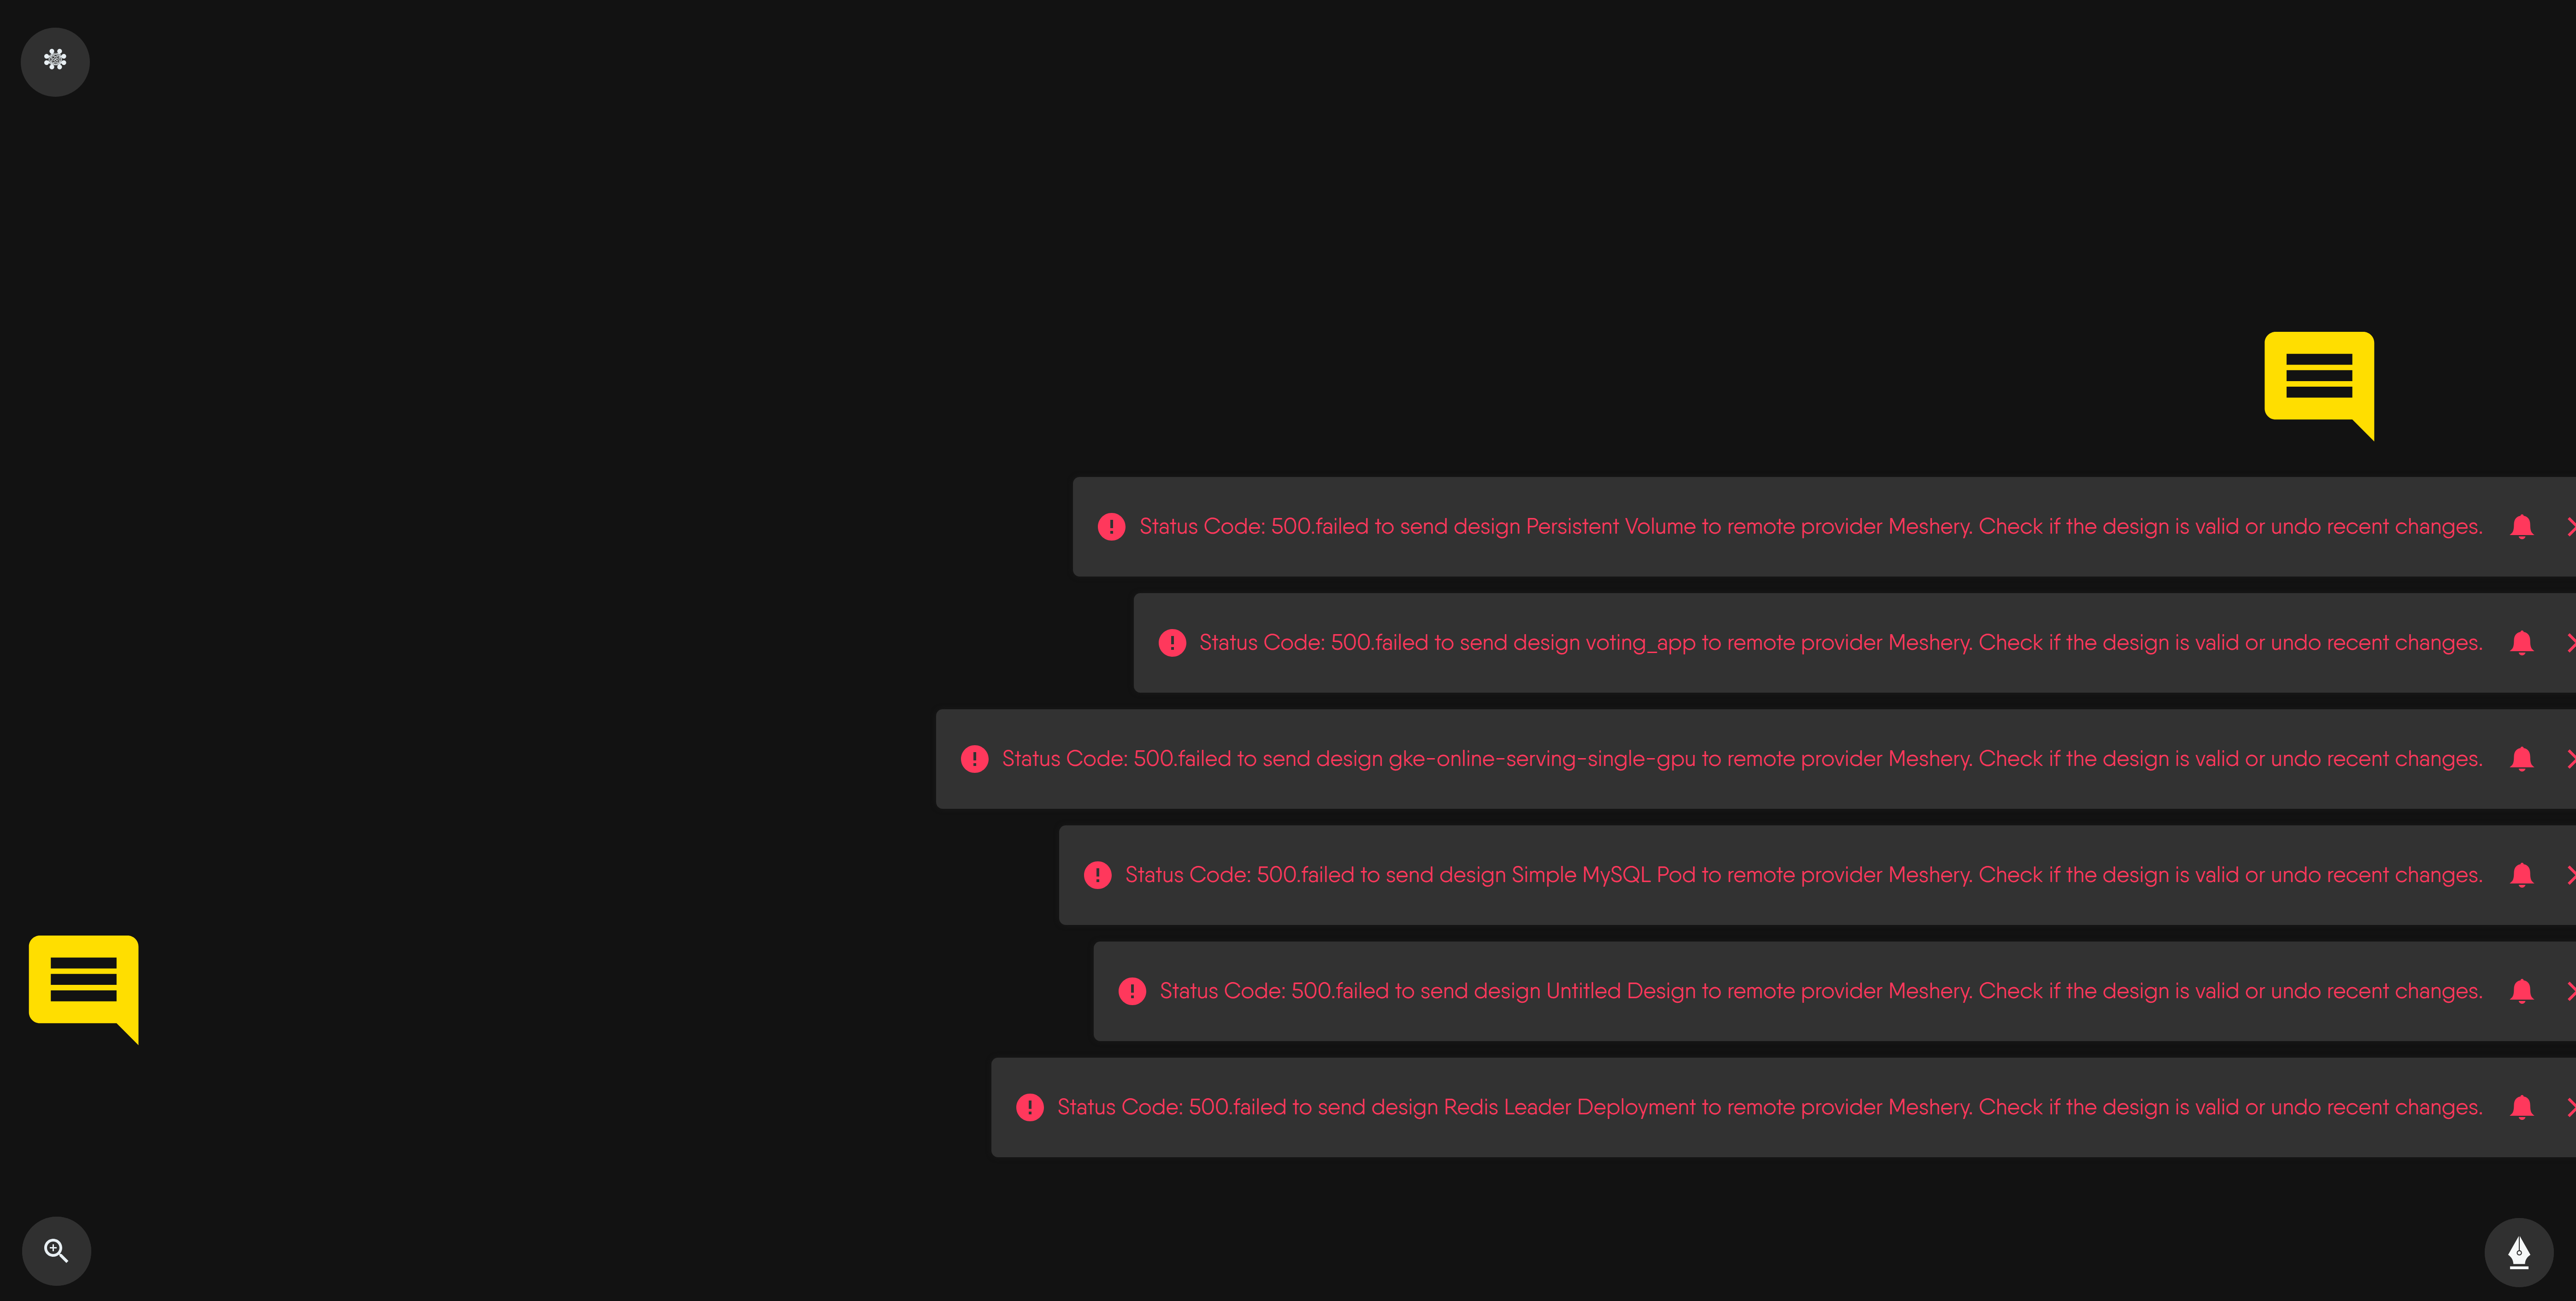 Status Code: 500.failed to send design Persistent Volume to remote provider Meshery. Check if the design is valid or undo recent changes.
Status Code: 500.failed to send design voting_app to remote provider Meshery. Check if the design is valid or undo recent changes.
Status Code: 500.failed to send design gke-online-serving-single-gpu to remote provider Meshery. Check if the design is valid or undo recent changes.
Status Code: 500.failed to send design Simple MySQL Pod to remote provider Meshery. Check if the design is valid or undo recent changes.
Status Code: 500.failed to send design Untitled Design to remote provider Meshery. Check if the design is valid or undo recent changes.
Status Code: 500.failed to send design Redis Leader Deployment to remote provider Meshery. Check if the design is valid or undo recent changes.